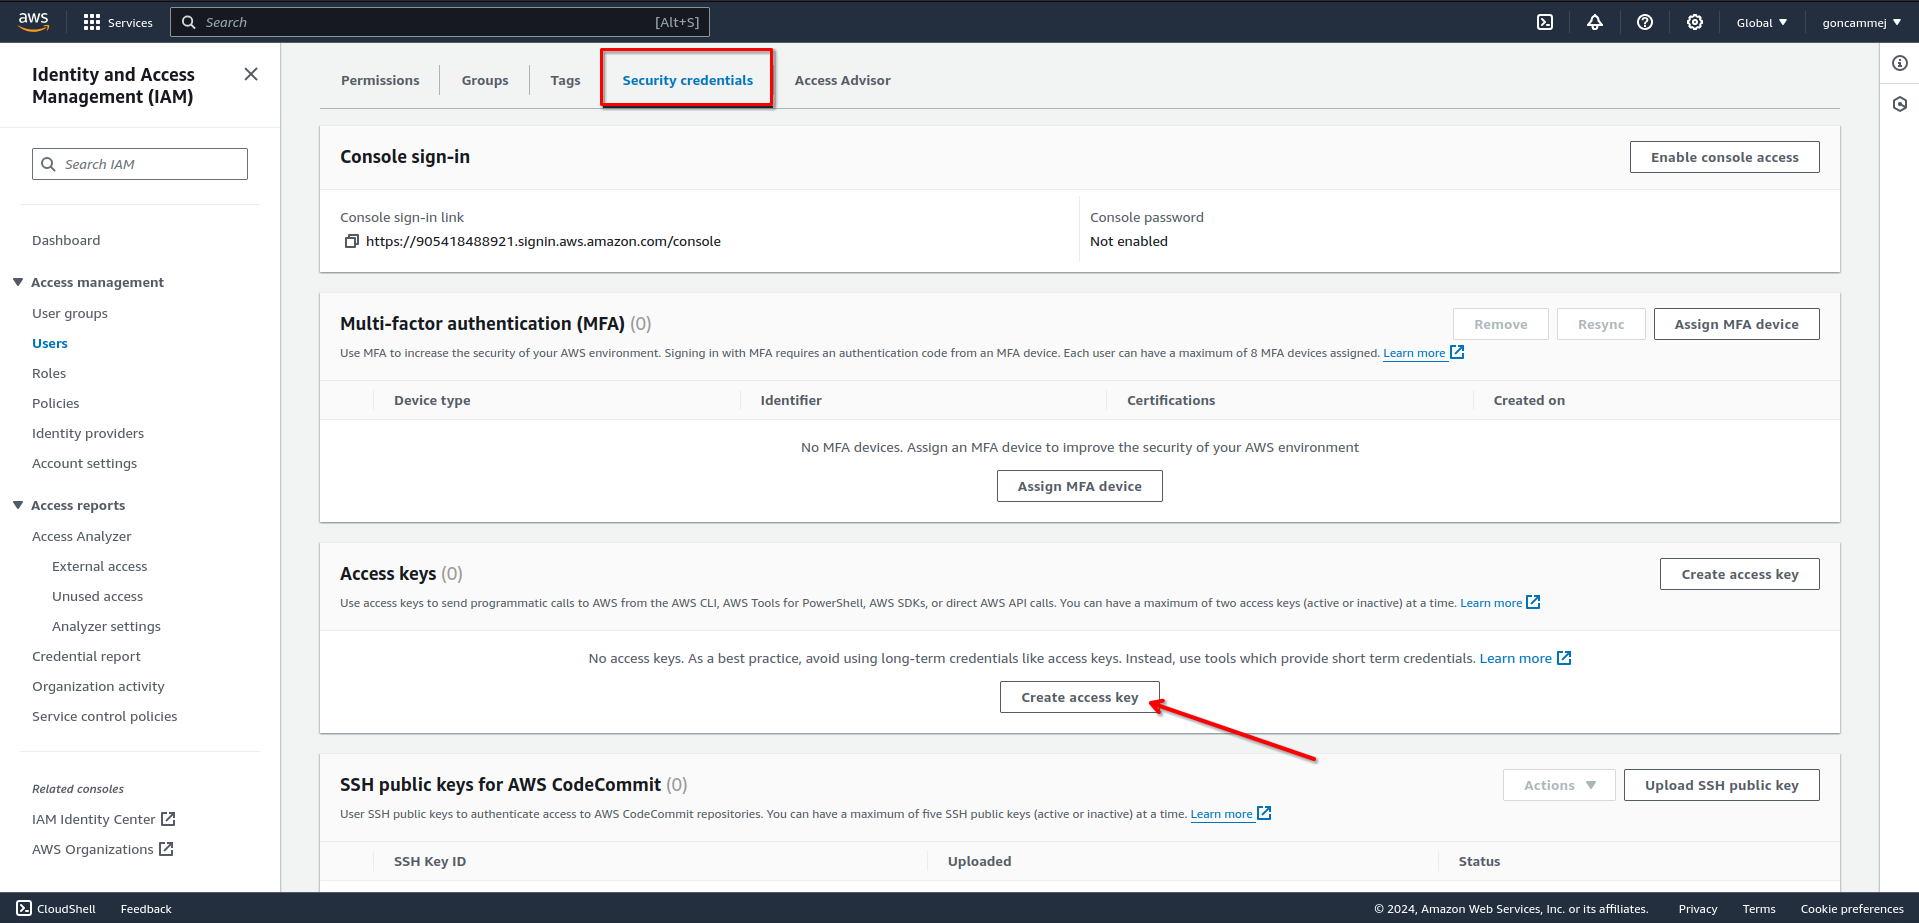 aws
Services
Search
[Alt+S]
Global
goncammej
Identity and Access
Management (IAM)
Search IAM
Dashboard
Access management
User groups
Users
Roles
Policies
Identity providers
Account settings
Access reports
Access Analyzer
External access
Unused access
Analyzer settings
Credential report
Organization activity
Service control policies
Related consoles
IAM Identity Center
AWS Organizations
Permissions
Groups
Tags
Security credentials
Access Advisor
Console sign-in
Enable console access
Console sign-in link
https://905418488921.signin.aws.amazon.com/console
Console password
Not enabled
Multi-factor authentication (MFA) (0)
Remove
Resync
Assign MFA device
Use MFA to increase the security of your AWS environment. Signing in with MFA requires an authentication code from an MFA device. Each user can have a maximum of 8 MFA devices assigned. Learn more
Device type
Identifier
Certifications
Created on
No MFA devices. Assign an MFA device to improve the security of your AWS environment
Assign MFA device
Access keys (0)
Create access key
Use access keys to send programmatic calls to AWS from the AWS CLI, AWS Tools for PowerShell, AWS SDKs, or direct AWS API calls. You can have a maximum of two access keys (active or inactive) at a time. Learn more
No access keys. As a best practice, avoid using long-term credentials like access keys. Instead, use tools which provide short term credentials. Learn more
Create access key
SSH public keys for AWS CodeCommit (0)
Actions
Upload SSH public key
User SSH public keys to authenticate access to AWS CodeCommit repositories. You can have a maximum of five SSH public keys (active or inactive) at a time. Learn more
SSH Key ID
Uploaded
Status
CloudShell
Feedback
© 2024, Amazon Web Services, Inc. or its affiliates.
Privacy
Terms
Cookie preferences